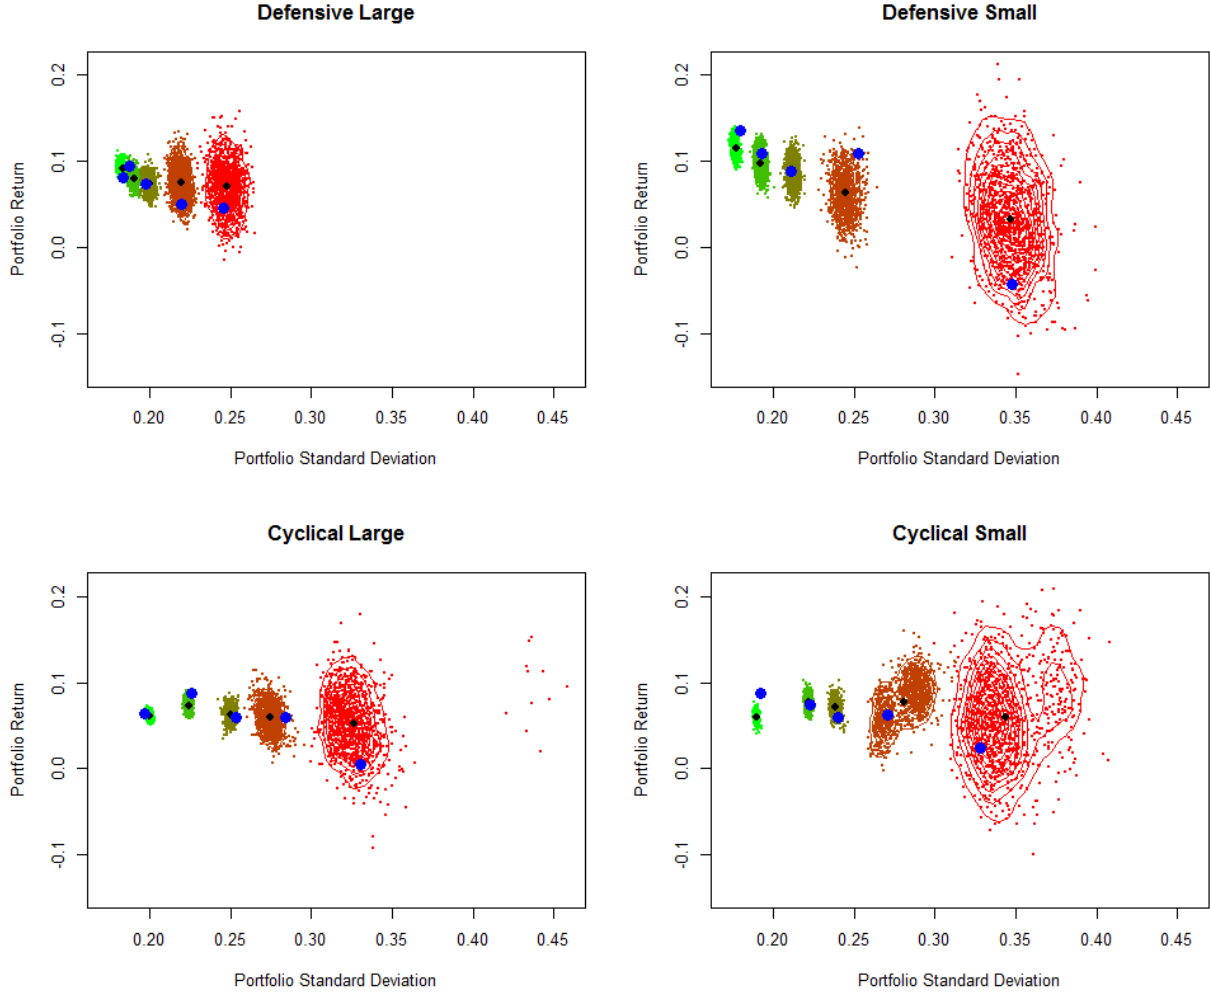 Defensive Large
Portfolio Return
0.2
0.1
0.0
-0.1
0.20 0.25 0.30 0.35 0.40 0.45
Portfolio Standard Deviation
Defensive Small
Portfolio Return
0.2
0.1
0.0
-0.1
0.20 0.25 0.30 0.35 0.40 0.45
Portfolio Standard Deviation
Cyclical Large
Portfolio Return
0.2
0.1
0.0
-0.1
0.20 0.25 0.30 0.35 0.40 0.45
Portfolio Standard Deviation
Cyclical Small
Portfolio Return
0.2
0.1
0.0
-0.1
0.20 0.25 0.30 0.35 0.40 0.45
Portfolio Standard Deviation